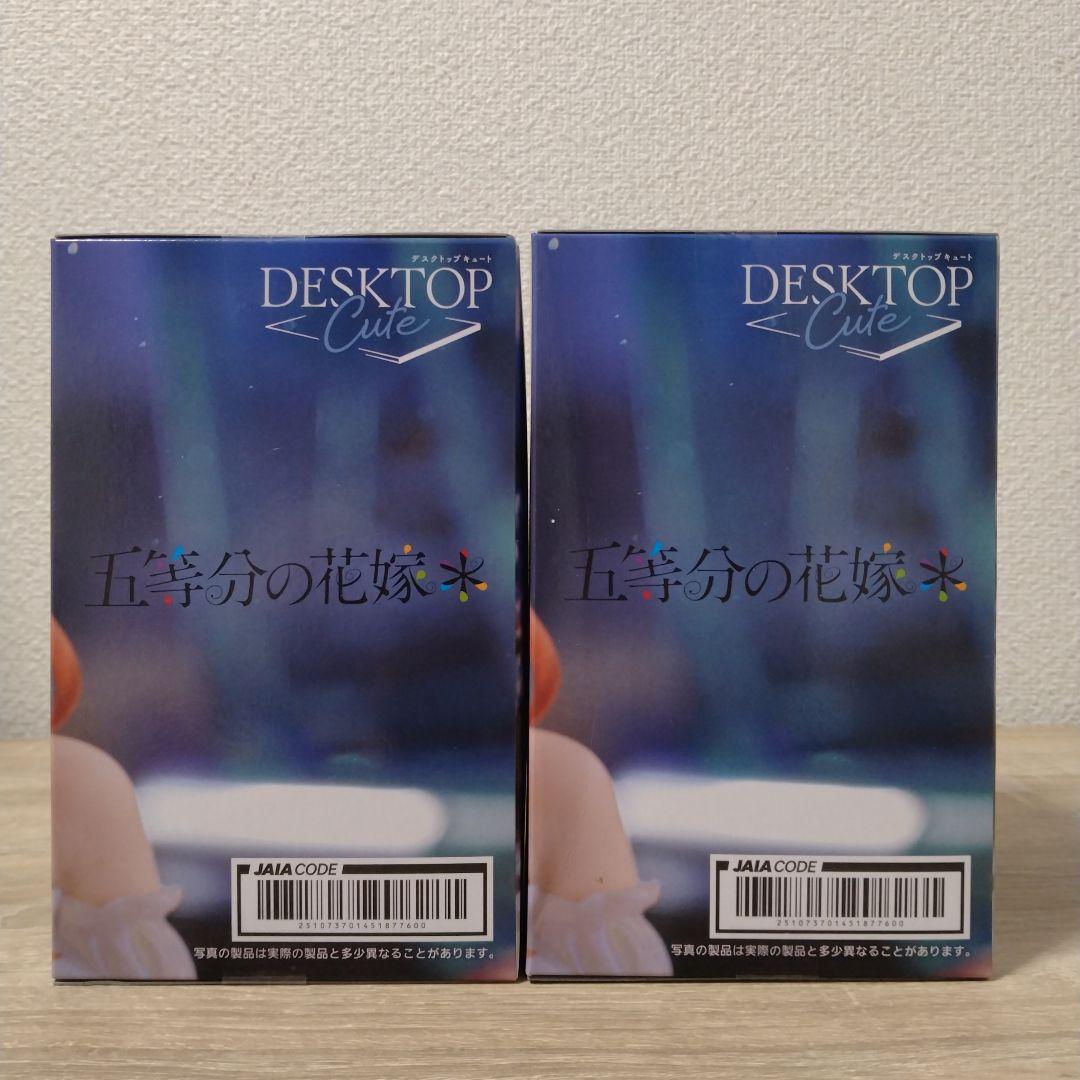 デスクトップキュート
DESKTOP
Cute
五等分の花嫁*
JAIA CODE
2510737014518776​00
写真の製品は実際の製品と多少異なることがあります。
デスクトップキュート
DESKTOP
Cute
五等分の花嫁*
JAIA CODE
251073701451877600
写真の製品は実際の製品と多少異なることがあります。